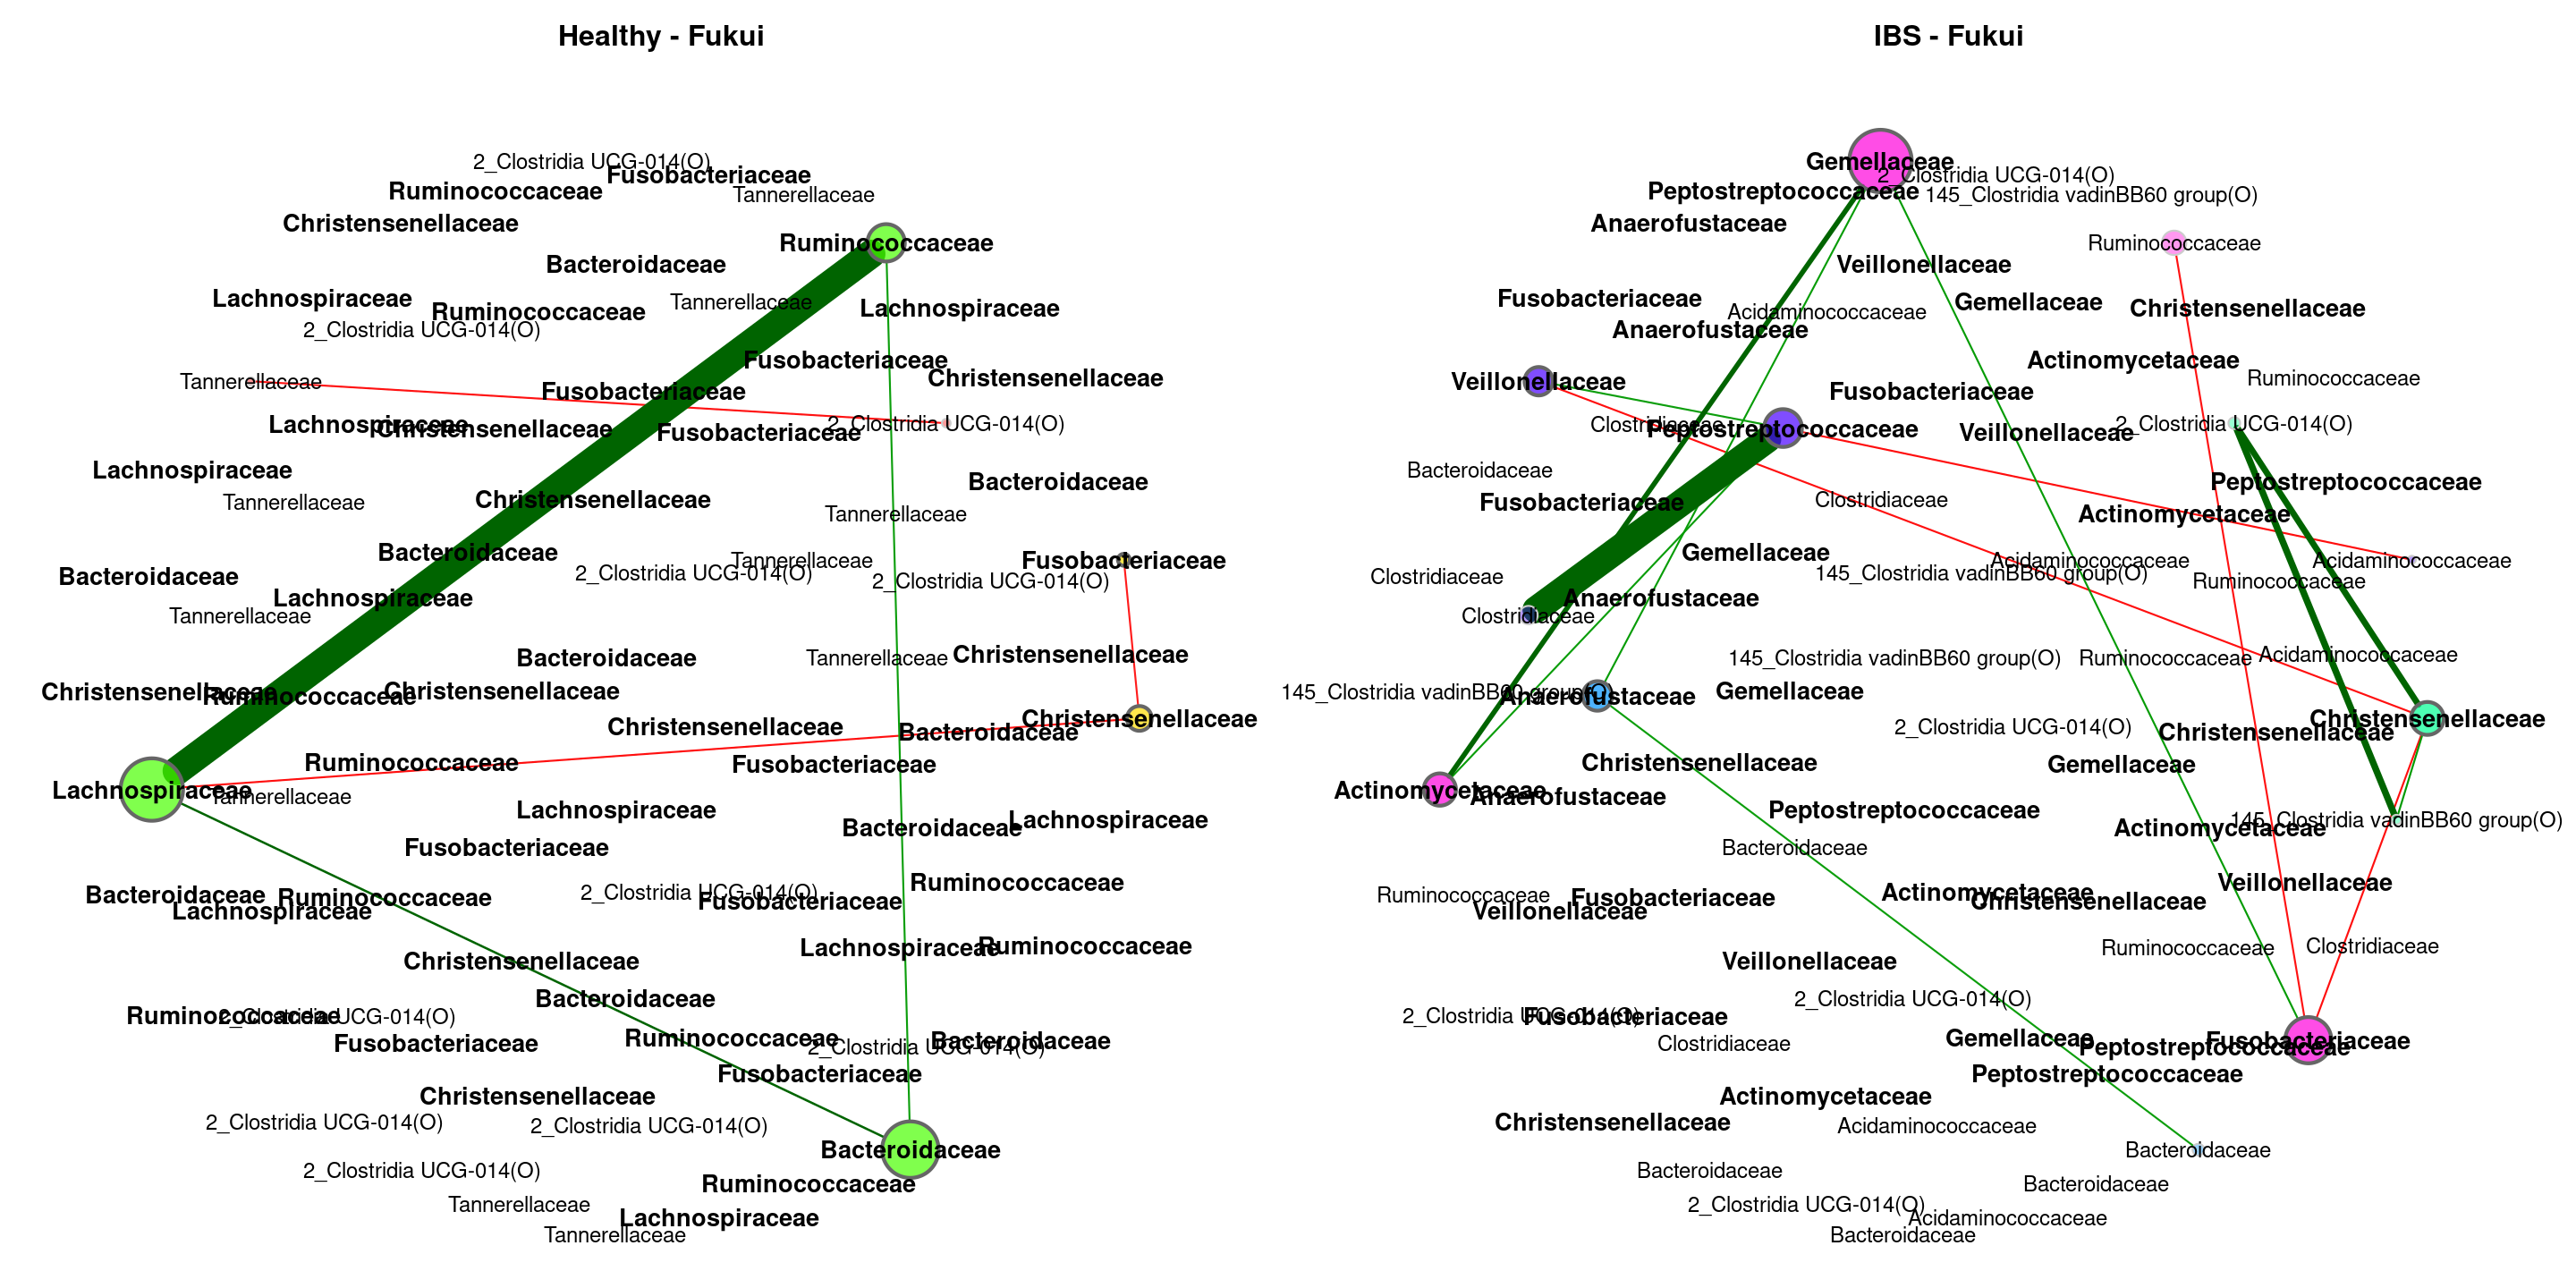 Healthy - Fukui
2_Clostridia UCG-014(O)
Fusobacteriaceae
Ruminococcaceae
Tannerellaceae
Christensenellaceae
Ruminococcaceae
Bacteroidaceae
Lachnospiraceae
Tannerellaceae
Ruminococcaceae
Lachnospiraceae
2_Clostridia UCG-014(O)
Fusobacteriaceae
Christensenellaceae
Tannerellaceae
Fusobacteriaceae
Lachnospiraceae
2_Clostridia UCG-014(O)
Christensenellaceae
Fusobacteriaceae
Lachnospiraceae
Bacteroidaceae
Christensenellaceae
Tannerellaceae
Tannerellaceae
Bacteroidaceae
Tannerellaceae
Fusobacteriaceae
2_Clostridia UCG-014(O)
Bacteroidaceae
2_Clostridia UCG-014(O)
Lachnospiraceae
Tannerellaceae
Christensenellaceae
Bacteroidaceae
Tannerellaceae
Christensenellaceae
Ruminococcaceae
Christensenellaceae
Christensenellaceae
Christensenellaceae
Bacteroidaceae
Ruminococcaceae
Fusobacteriaceae
Lachnospiraceae
Tannerellaceae
Lachnospiraceae
Lachnospiraceae
Bacteroidaceae
Fusobacteriaceae
Ruminococcaceae
2_Clostridia UCG-014(O)
Bacteroidaceae
Ruminococcaceae
Fusobacteriaceae
Lachnospiraceae
Lachnospiraceae
Ruminococcaceae
Christensenellaceae
Bacteroidaceae
Ruminococcaceae
2_Clostridia UCG-014(O)
Ruminococcaceae
Bacteroidaceae
Fusobacteriaceae
2_Clostridia UCG-014(O)
Fusobacteriaceae
Christensenellaceae
2_Clostridia UCG-014(O)
2_Clostridia UCG-014(O)
Bacteroidaceae
2_Clostridia UCG-014(O)
Ruminococcaceae
Tannerellaceae
Lachnospiraceae
Tannerellaceae
IBS - Fukui
Gemellaceae
2_Clostridia UCG-014(O)
Peptostreptococcaceae
145_Clostridia vadinBB60 group(O)
Anaerofustaceae
Ruminococcaceae
Veillonellaceae
Fusobacteriaceae
Gemellaceae
Christensenellaceae
Acidaminococcaceae
Anaerofustaceae
Actinomycetaceae
Ruminococcaceae
Veillonellaceae
Fusobacteriaceae
Clostridiaceae
2_Clostridia UCG-014(O)
Peptostreptococcaceae
Veillonellaceae
Bacteroidaceae
Peptostreptococcaceae
Clostridiaceae
Fusobacteriaceae
Actinomycetaceae
Gemellaceae
Acidaminococcaceae
Acidaminococcaceae
145_Clostridia vadinBB60 group(O)
Clostridiaceae
Ruminococcaceae
Anaerofustaceae
Clostridiaceae
Acidaminococcaceae
145_Clostridia vadinBB60 group(O)
Ruminococcaceae
145_Clostridia vadinBB60 group(O)
Gemellaceae
Anaerofustaceae
Christensenellaceae
2_Clostridia UCG-014(O)
Christensenellaceae
Christensenellaceae
Gemellaceae
Actinomycetaceae
Anaerofustaceae
Peptostreptococcaceae
145_Clostridia vadinBB60 group(O)
Actinomycetaceae
Bacteroidaceae
Veillonellaceae
Actinomycetaceae
Ruminococcaceae
Fusobacteriaceae
Christensenellaceae
Veillonellaceae
Ruminococcaceae
Clostridiaceae
Veillonellaceae
2_Clostridia UCG-014(O)
2_Clostridia UCG-014(O)
Fusobacteriaceae
Gemellaceae
Fusobacteriaceae
Clostridiaceae
Peptostreptococcaceae
Peptostreptococcaceae
Actinomycetaceae
Christensenellaceae
Acidaminococcaceae
Bacteroidaceae
Bacteroidaceae
Bacteroidaceae
2_Clostridia UCG-014(O)
Acidaminococcaceae
Bacteroidaceae